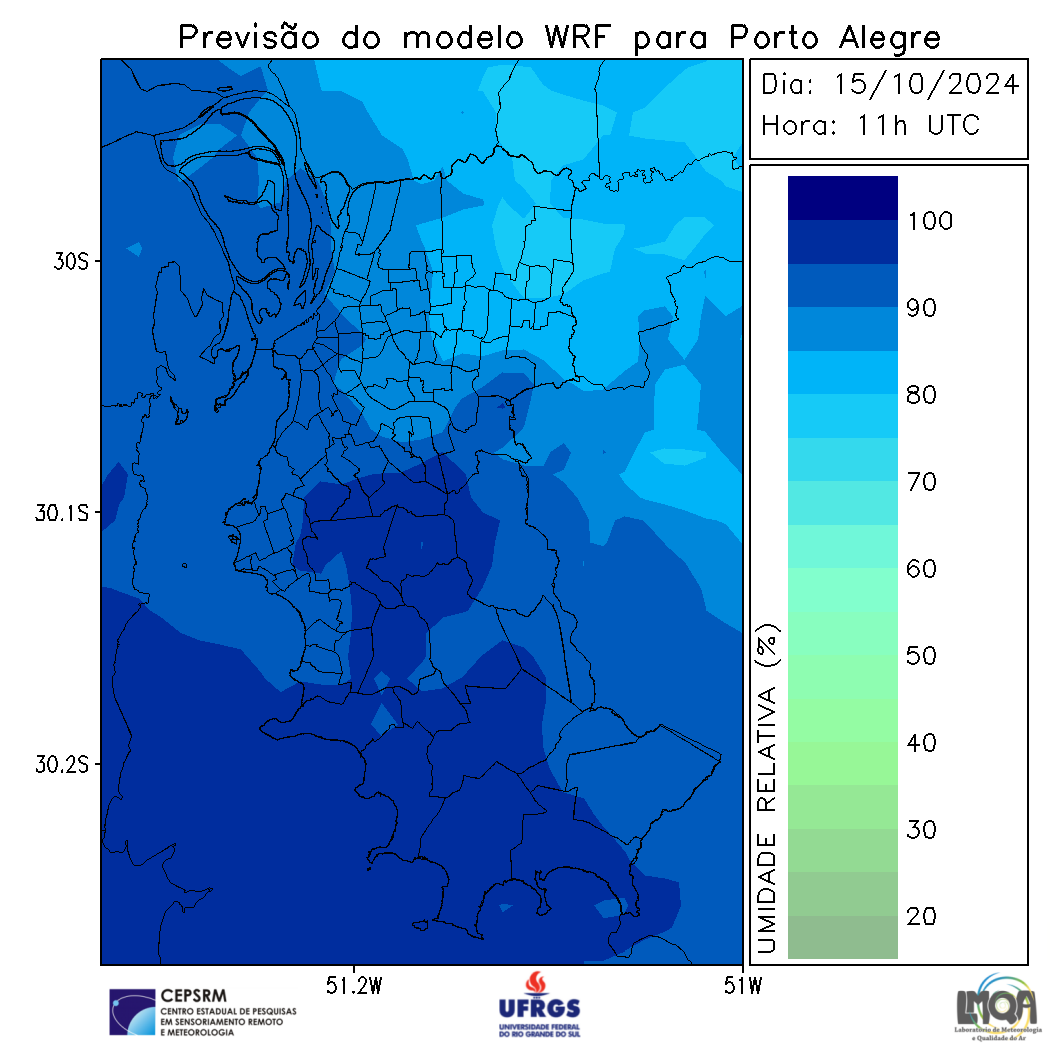 Previsão do modelo WRF para Porto Alegre
Dia: 15/10/2024
Hora: 11h UTC
30S
30.1S
30.2S
51.2W
51W
UMIDADE RELATIVA (%)
100
90
80
70
60
50
40
30
20
CEPSRM
CENTRO ESTADUAL DE PESQUISAS
EM SENSORIAMENTO REMOTO
E METEOROLOGIA
UFRGS
UNIVERSIDADE FEDERAL
DO RIO GRANDE DO SUL
LMQA
Laboratório de Meteorologia
e Qualidade do Ar